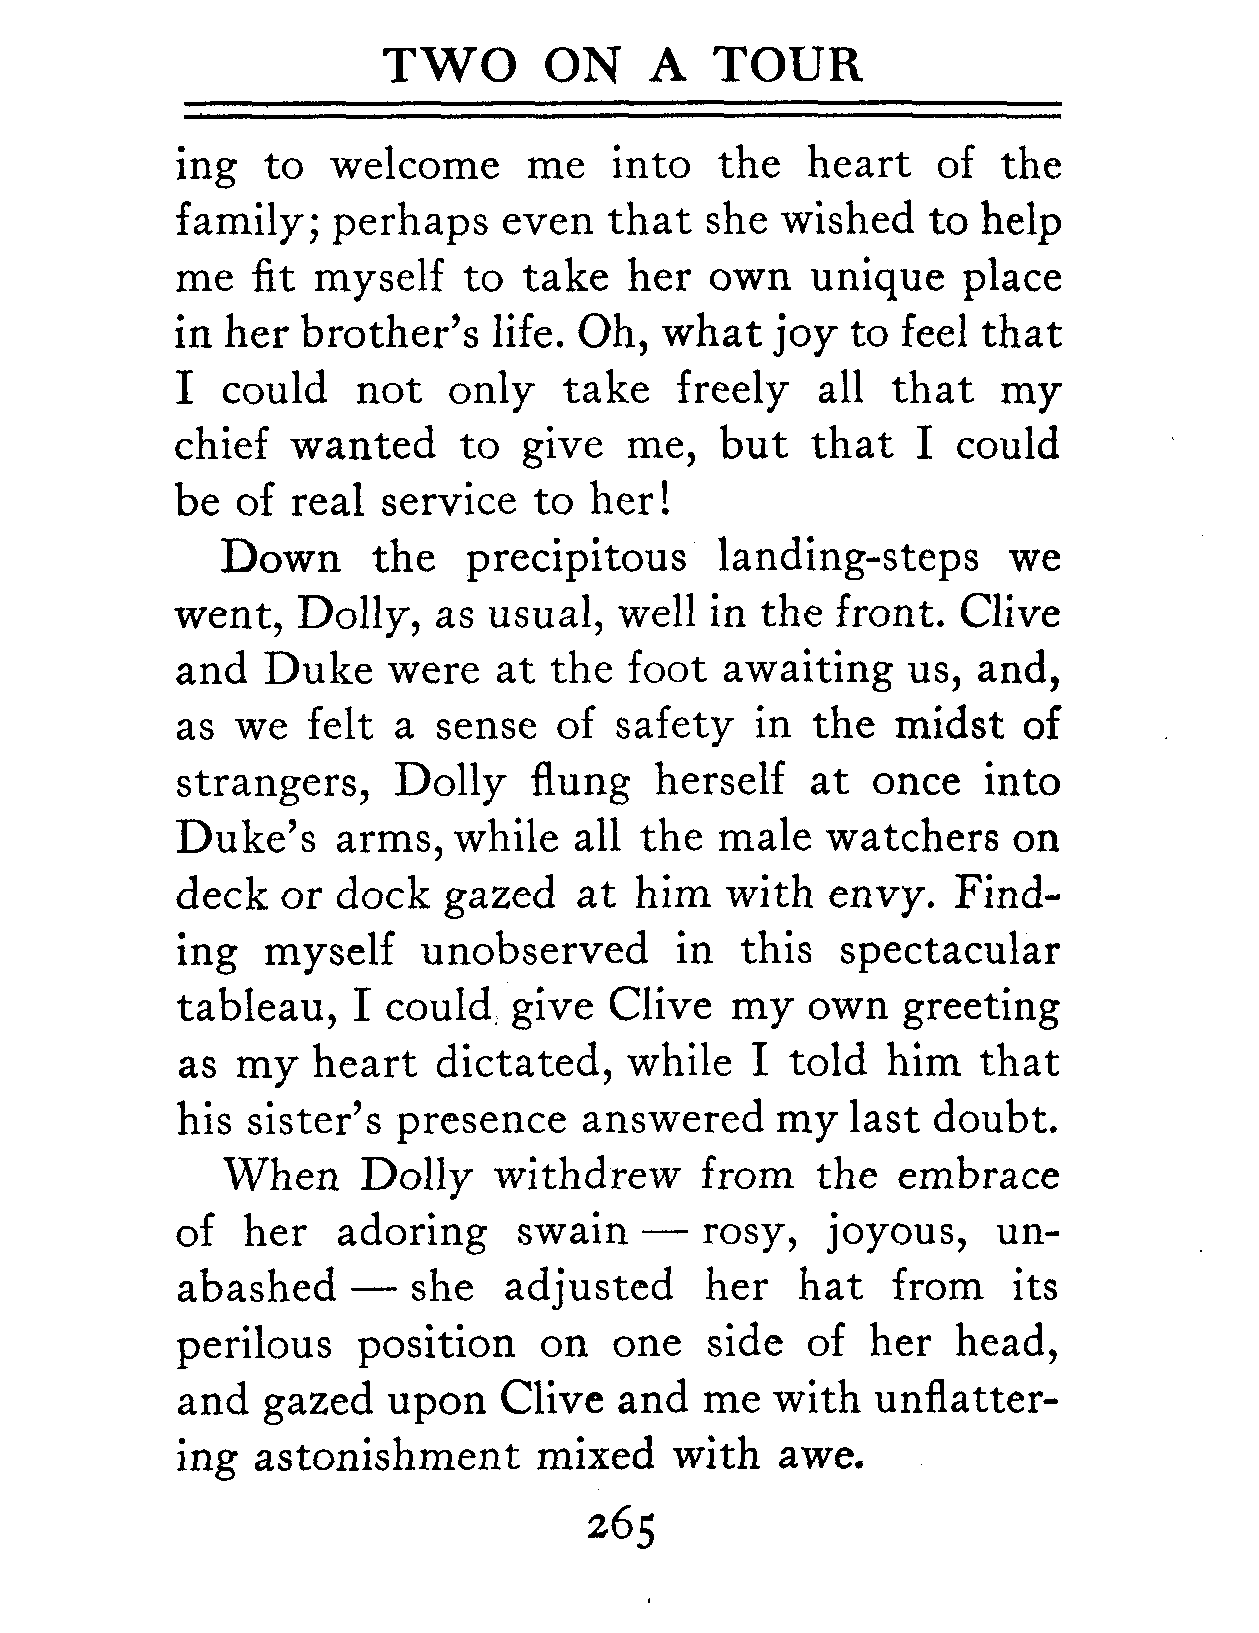 TWO ON A TOUR
ing to welcome me into the heart of the
family; perhaps even that she wished to help
me fit myself to take her own unique place
in her brother's life. Oh, what joy to feel that
I could not only take freely all that my
chief wanted to give me, but that I could
be of real service to her!
Down the precipitous landing-steps we
went, Dolly, as usual, well in the front. Clive
and Duke were at the foot awaiting us, and,
as we felt a sense of safety in the midst of
strangers, Dolly flung herself at once into
Duke's arms, while all the male watchers on
deck or dock gazed at him with envy. Find-
ing myself unobserved in this spectacular
tableau, I could give Clive my own greeting
as my heart dictated, while I told him that
his sister's presence answered my last doubt.
When Dolly withdrew from the embrace
of her adoring swain — rosy, joyous, un-
abashed — she adjusted her hat from its
perilous position on one side of her head,
and gazed upon Clive and me with unflatter-
ing astonishment mixed with awe.
265